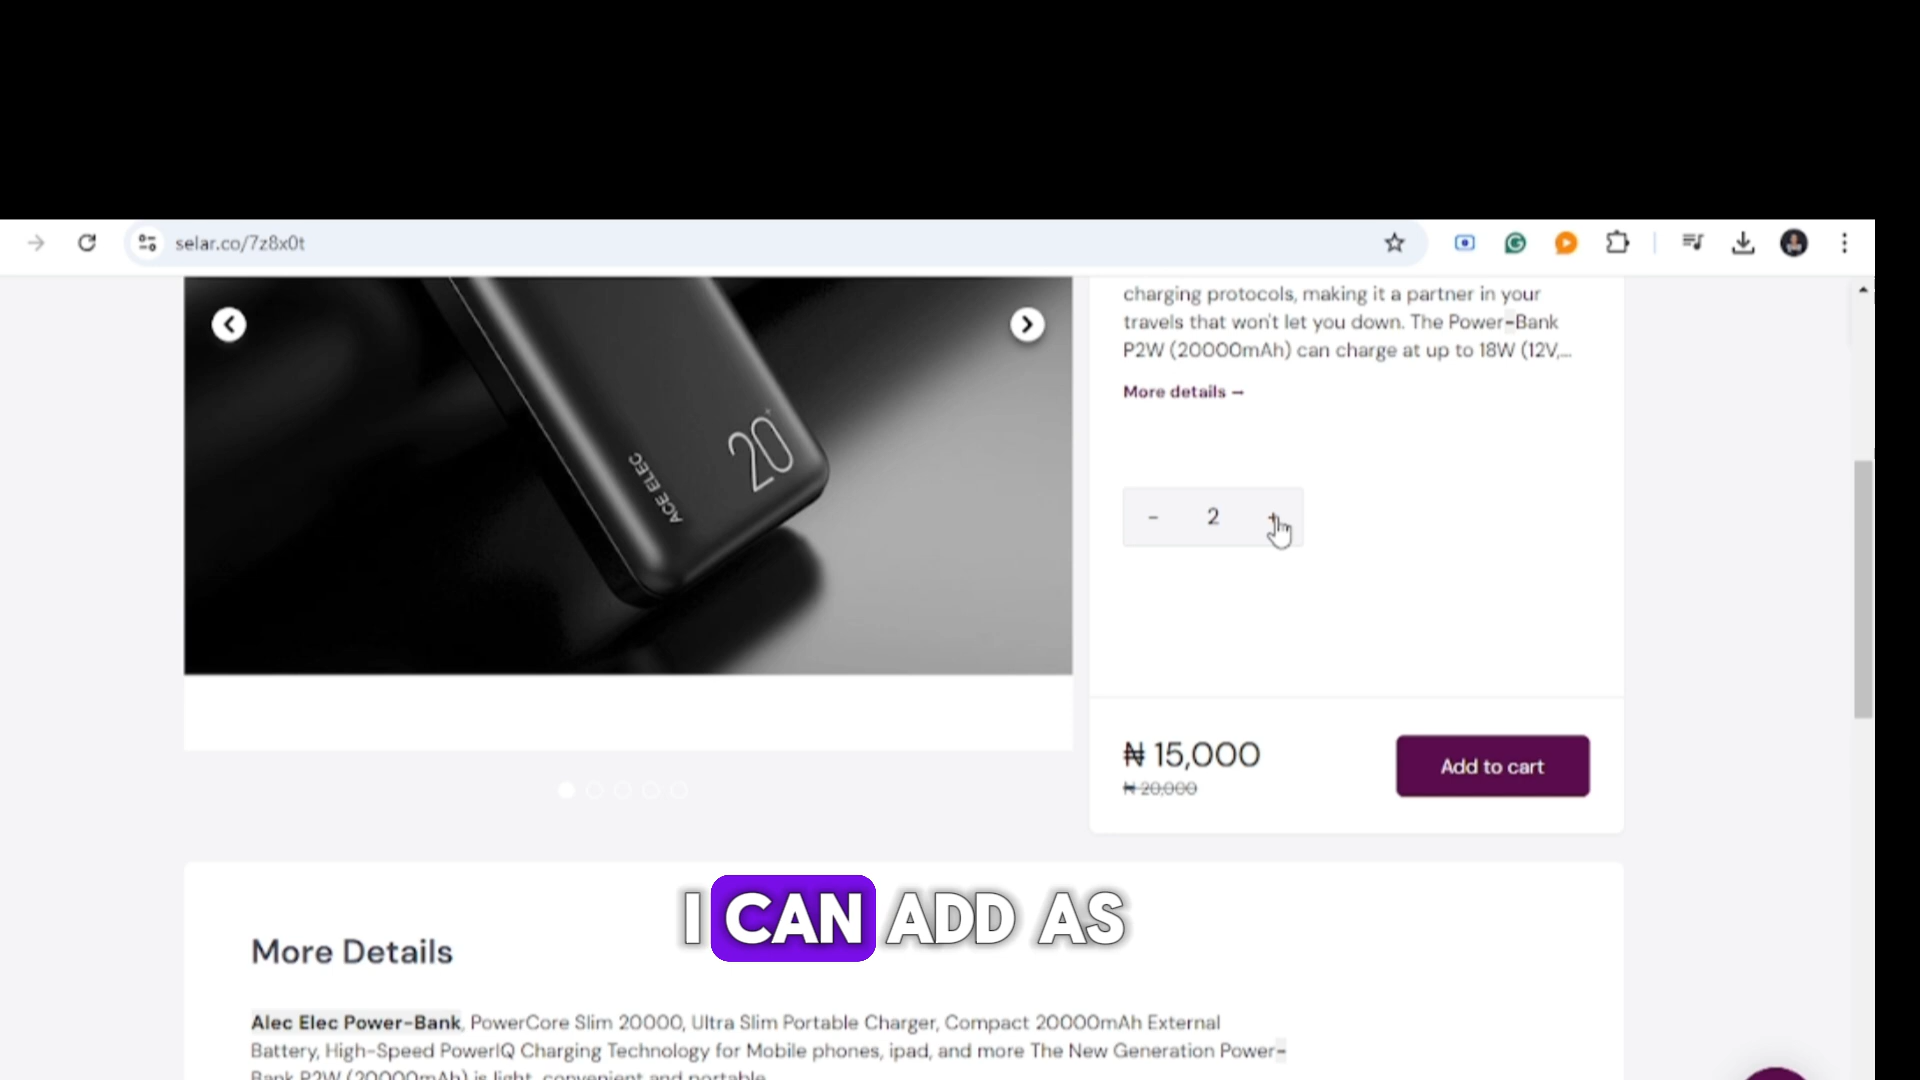 selar.co/7z8x0t
charging protocols, making it a partner in your
travels that won't let you down. The Power-Bank
P2W (20000mAh) can charge at up to 18W (12V,...
More details –
ACE ELEC
20
- 2 +
₦ 15,000
₦ 20,000
Add to cart
I CAN ADD AS
More Details
Alec Elec Power-Bank, PowerCore Slim 20000, Ultra Slim Portable Charger, Compact 20000mAh External
Battery, High-Speed PowerIQ Charging Technology for Mobile phones, ipad, and more The New Generation Power-
Bank P2W (20000mAh) is light, convenient and portable